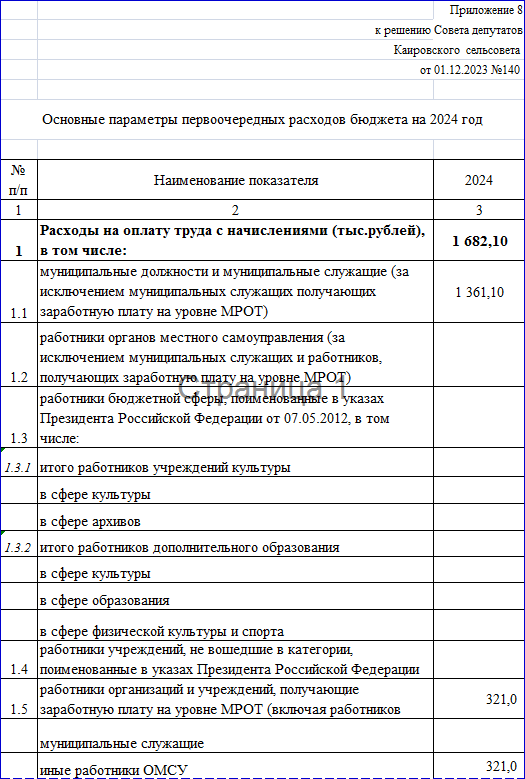 Приложение 8
к решению Совета депутатов
Каировского сельсовета
от 01.12.2023 №140
Основные параметры первоочередных расходов бюджета на 2024 год
№ п/п Наименование показателя 2024
1 2 3
Расходы на оплату труда с начислениями (тыс.рублей),
1 в том числе: 1 682,10
муниципальные должности и муниципальные служащие (за
исключением муниципальных служащих получающих 1 361,10
1.1 заработную плату на уровне МРОТ)
работники органов местного самоуправления (за
исключением муниципальных служащих и работников,
1.2 получающих заработную плату на уровне МРОТ)
Страница 1
работники бюджетной сферы, поименованные в указах
Президента Российской Федерации от 07.05.2012, в том
1.3 числе:
1.3.1 итого работников учреждений культуры
в сфере культуры
в сфере архивов
1.3.2 итого работников дополнительного образования
в сфере культуры
в сфере образования
в сфере физической культуры и спорта
работники учреждений, не вошедшие в категории,
1.4 поименованные в указах Президента Российской Федерации
работники организаций и учреждений, получающие
1.5 заработную плату на уровне МРОТ (включая работников 321,0
муниципальные служащие
иные работники ОМСУ 321,0